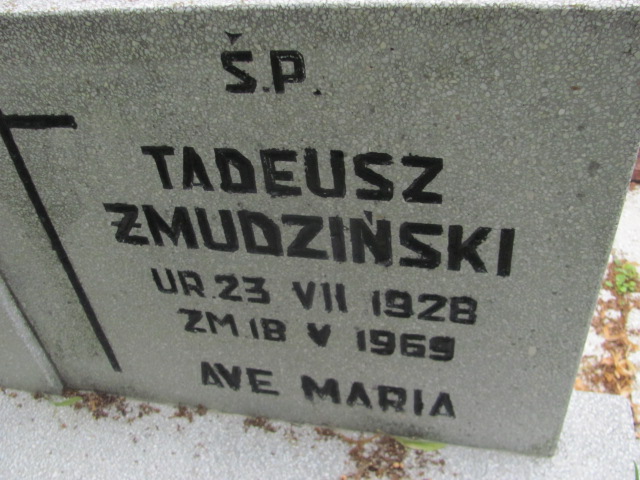 Ś.P.
TADEUSZ
ŻMUDZIŃSKI
UR. 23 VII 1928
ZM. 18 V 1969
AVE MARIA